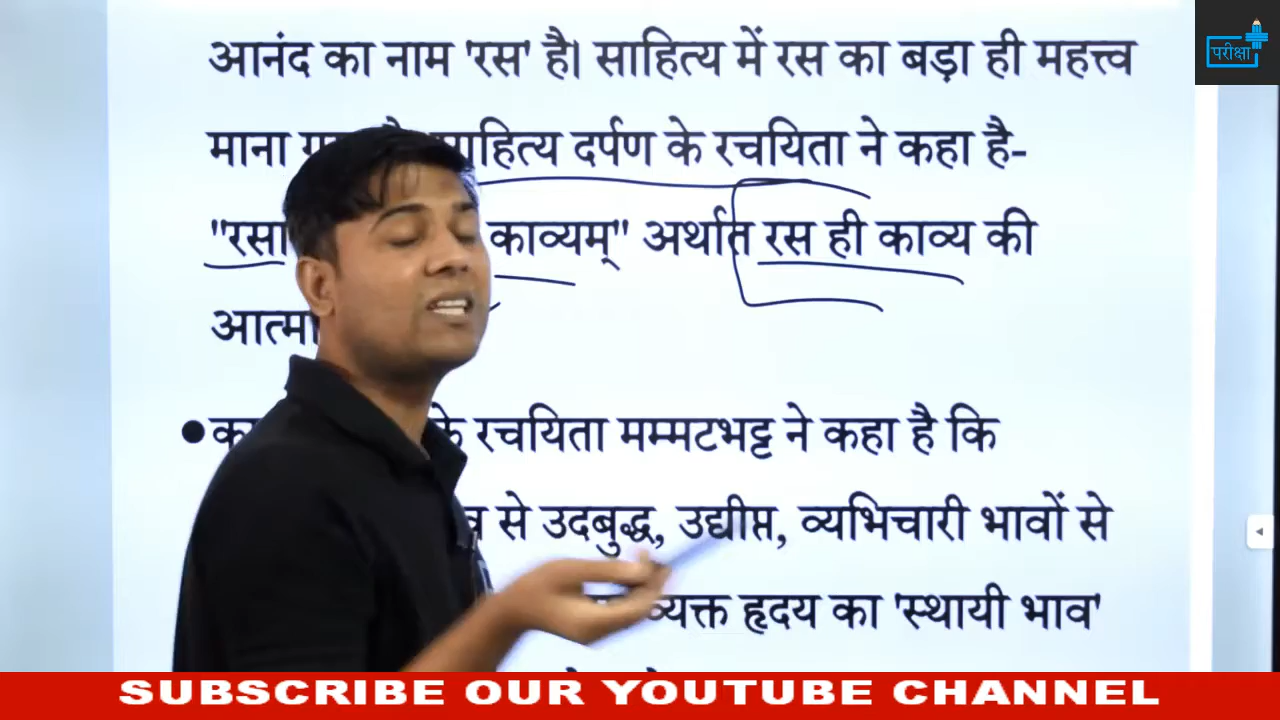 आनंद का नाम 'रस' है। साहित्य में रस का बड़ा ही महत्त्व
परीक्षा
माना साहित्य दर्पण के रचयिता ने कहा है-
"रसा काव्यम्" अर्थात रस ही काव्य की
आत्मा
के रचयिता मम्मटभट्ट ने कहा है कि
से उदबुद्ध, उद्यीप्त, व्यभिचारी भावों से
व्यक्त हृदय का 'स्थायी भाव'
SUBSCRIBE OUR YOUTUBE CHANNEL